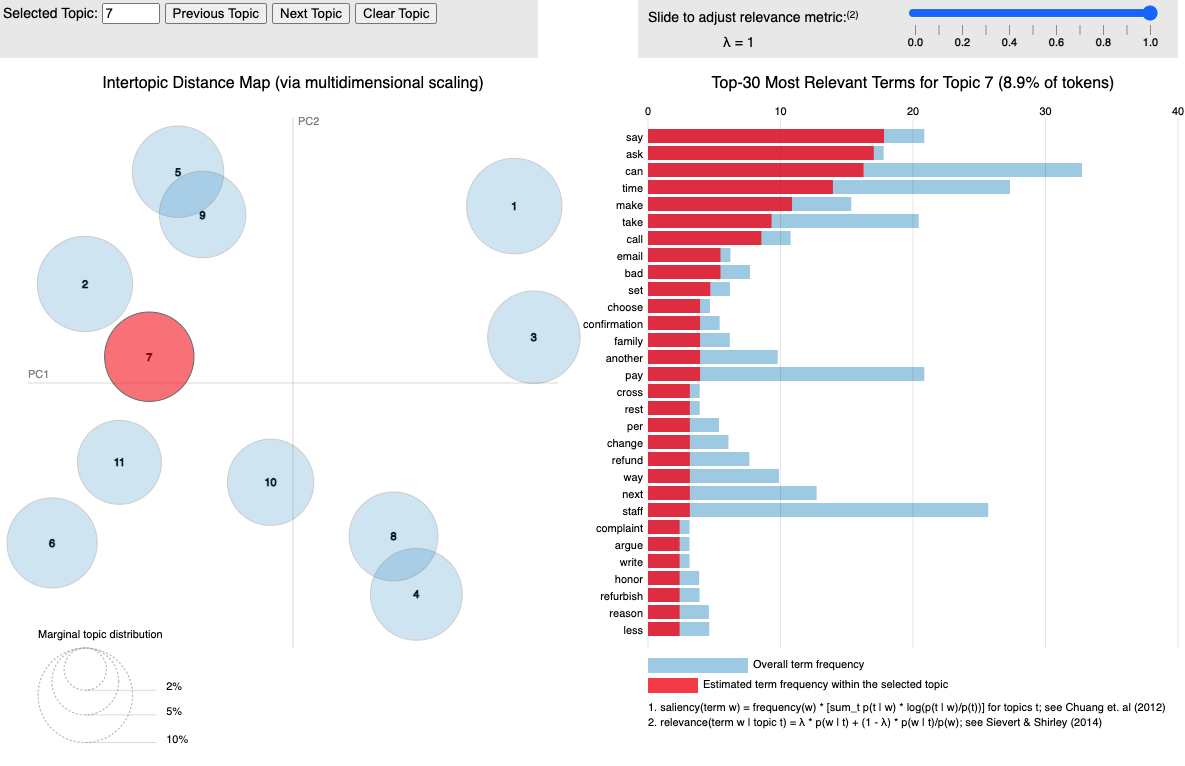 Selected Topic: 7 Previous Topic Next Topic Clear Topic
Slide to adjust relevance metric:(2)
λ = 1
0.0 0.2 0.4 0.6 0.8 1.0
Intertopic Distance Map (via multidimensional scaling)
PC2
PC1
5
9
1
2
7
3
11
10
6
8
4
Marginal topic distribution
2%
5%
10%
Top-30 Most Relevant Terms for Topic 7 (8.9% of tokens)
0 10 20 30 40
say
ask
can
time
make
take
call
email
bad
set
choose
confirmation
family
another
pay
cross
rest
per
change
refund
way
next
staff
complaint
argue
write
honor
refurbish
reason
less
Overall term frequency
Estimated term frequency within the selected topic
1. saliency(term w) = frequency(w) * [sum_t p(t | w) * log(p(t | w)/p(t))] for topics t; see Chuang et. al (2012)
2. relevance(term w | topic t) = λ * p(w | t) + (1 - λ) * p(w | t)/p(w); see Sievert & Shirley (2014)